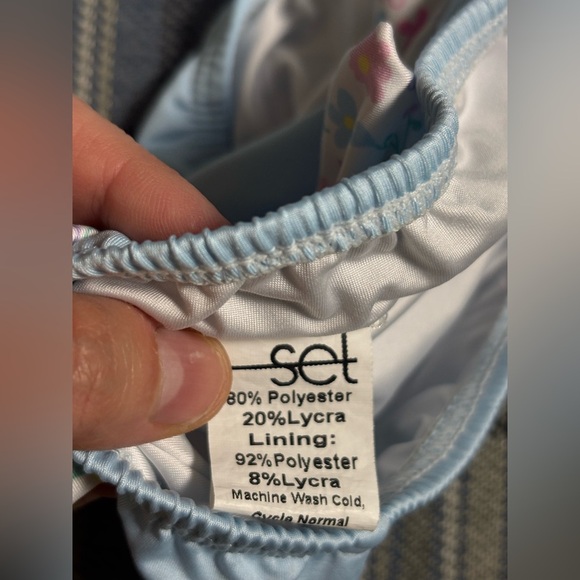 set
80% Polyester
20%Lycra
Lining:
92%Polyester
8%Lycra
Machine Wash Cold,
Cycle Normal